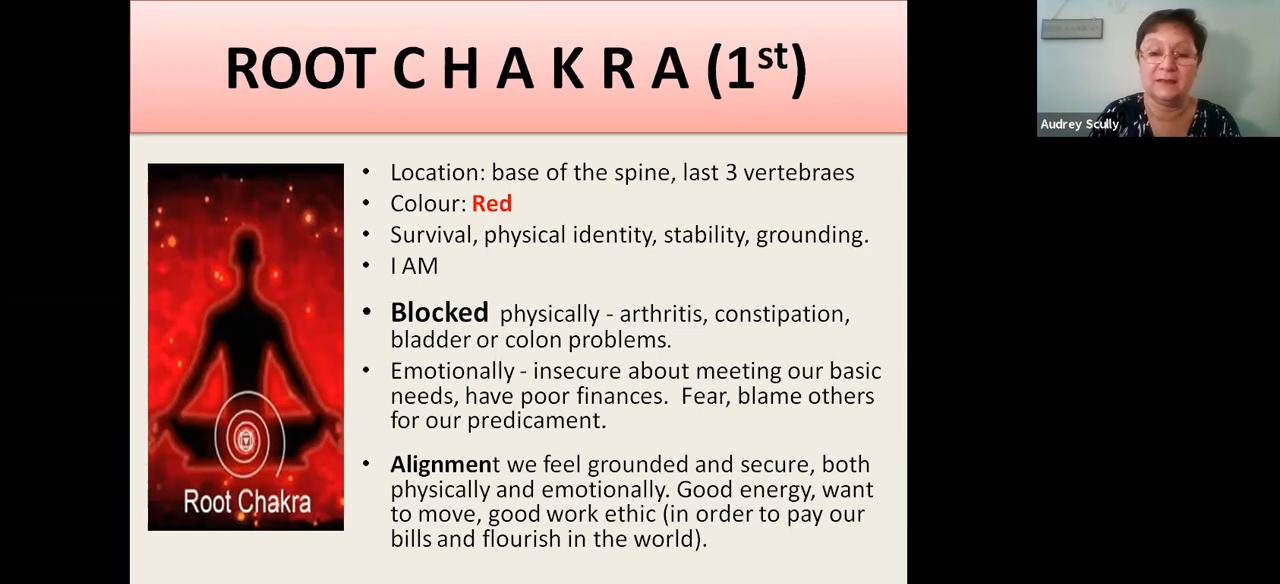 ROOT C H A K R A (1st)
Audrey Scully
• Location: base of the spine, last 3 vertebraes
• Colour: Red
• Survival, physical identity, stability, grounding.
• I AM
• Blocked physically - arthritis, constipation,
bladder or colon problems.
• Emotionally - insecure about meeting our basic
needs, have poor finances. Fear, blame others
for our predicament.
• Alignment we feel grounded and secure, both
physically and emotionally. Good energy, want
to move, good work ethic (in order to pay our
bills and flourish in the world).
Root Chakra